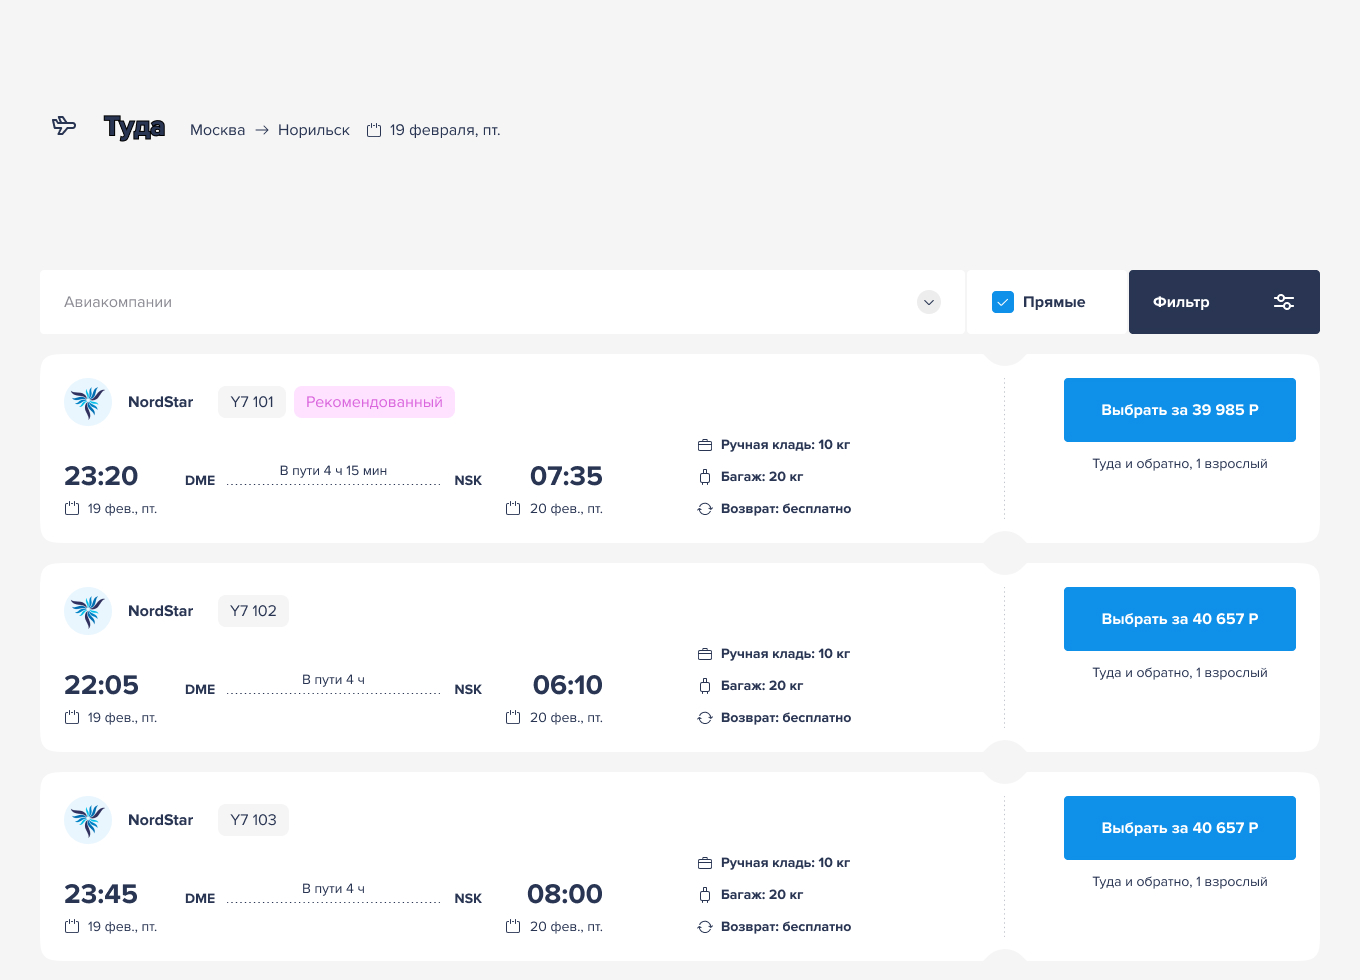 Туда Москва → Норильск 19 февраля, пт.
Авиакомпании Прямые Фильтр
NordStar Y7 101 Рекомендованный
23:20 DME В пути 4 ч 15 мин NSK 07:35
19 фев., пт. 20 фев., пт.
Ручная кладь: 10 кг
Багаж: 20 кг
Возврат: бесплатно
Выбрать за 39 985 Р
Туда и обратно, 1 взрослый
NordStar Y7 102
22:05 DME В пути 4 ч NSK 06:10
19 фев., пт. 20 фев., пт.
Ручная кладь: 10 кг
Багаж: 20 кг
Возврат: бесплатно
Выбрать за 40 657 Р
Туда и обратно, 1 взрослый
NordStar Y7 103
23:45 DME В пути 4 ч NSK 08:00
19 фев., пт. 20 фев., пт.
Ручная кладь: 10 кг
Багаж: 20 кг
Возврат: бесплатно
Выбрать за 40 657 Р
Туда и обратно, 1 взрослый